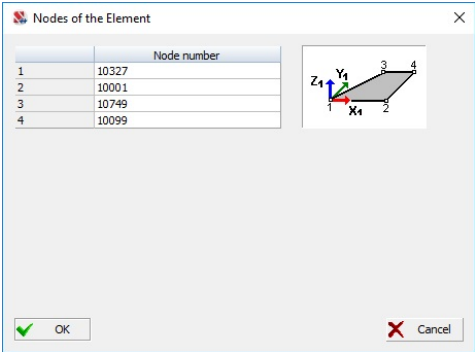 Nodes of the Element
Node number
1 10327
2 10001
3 10749
4 10099
Z1 Y1 3 4
1 X1 2
OK Cancel